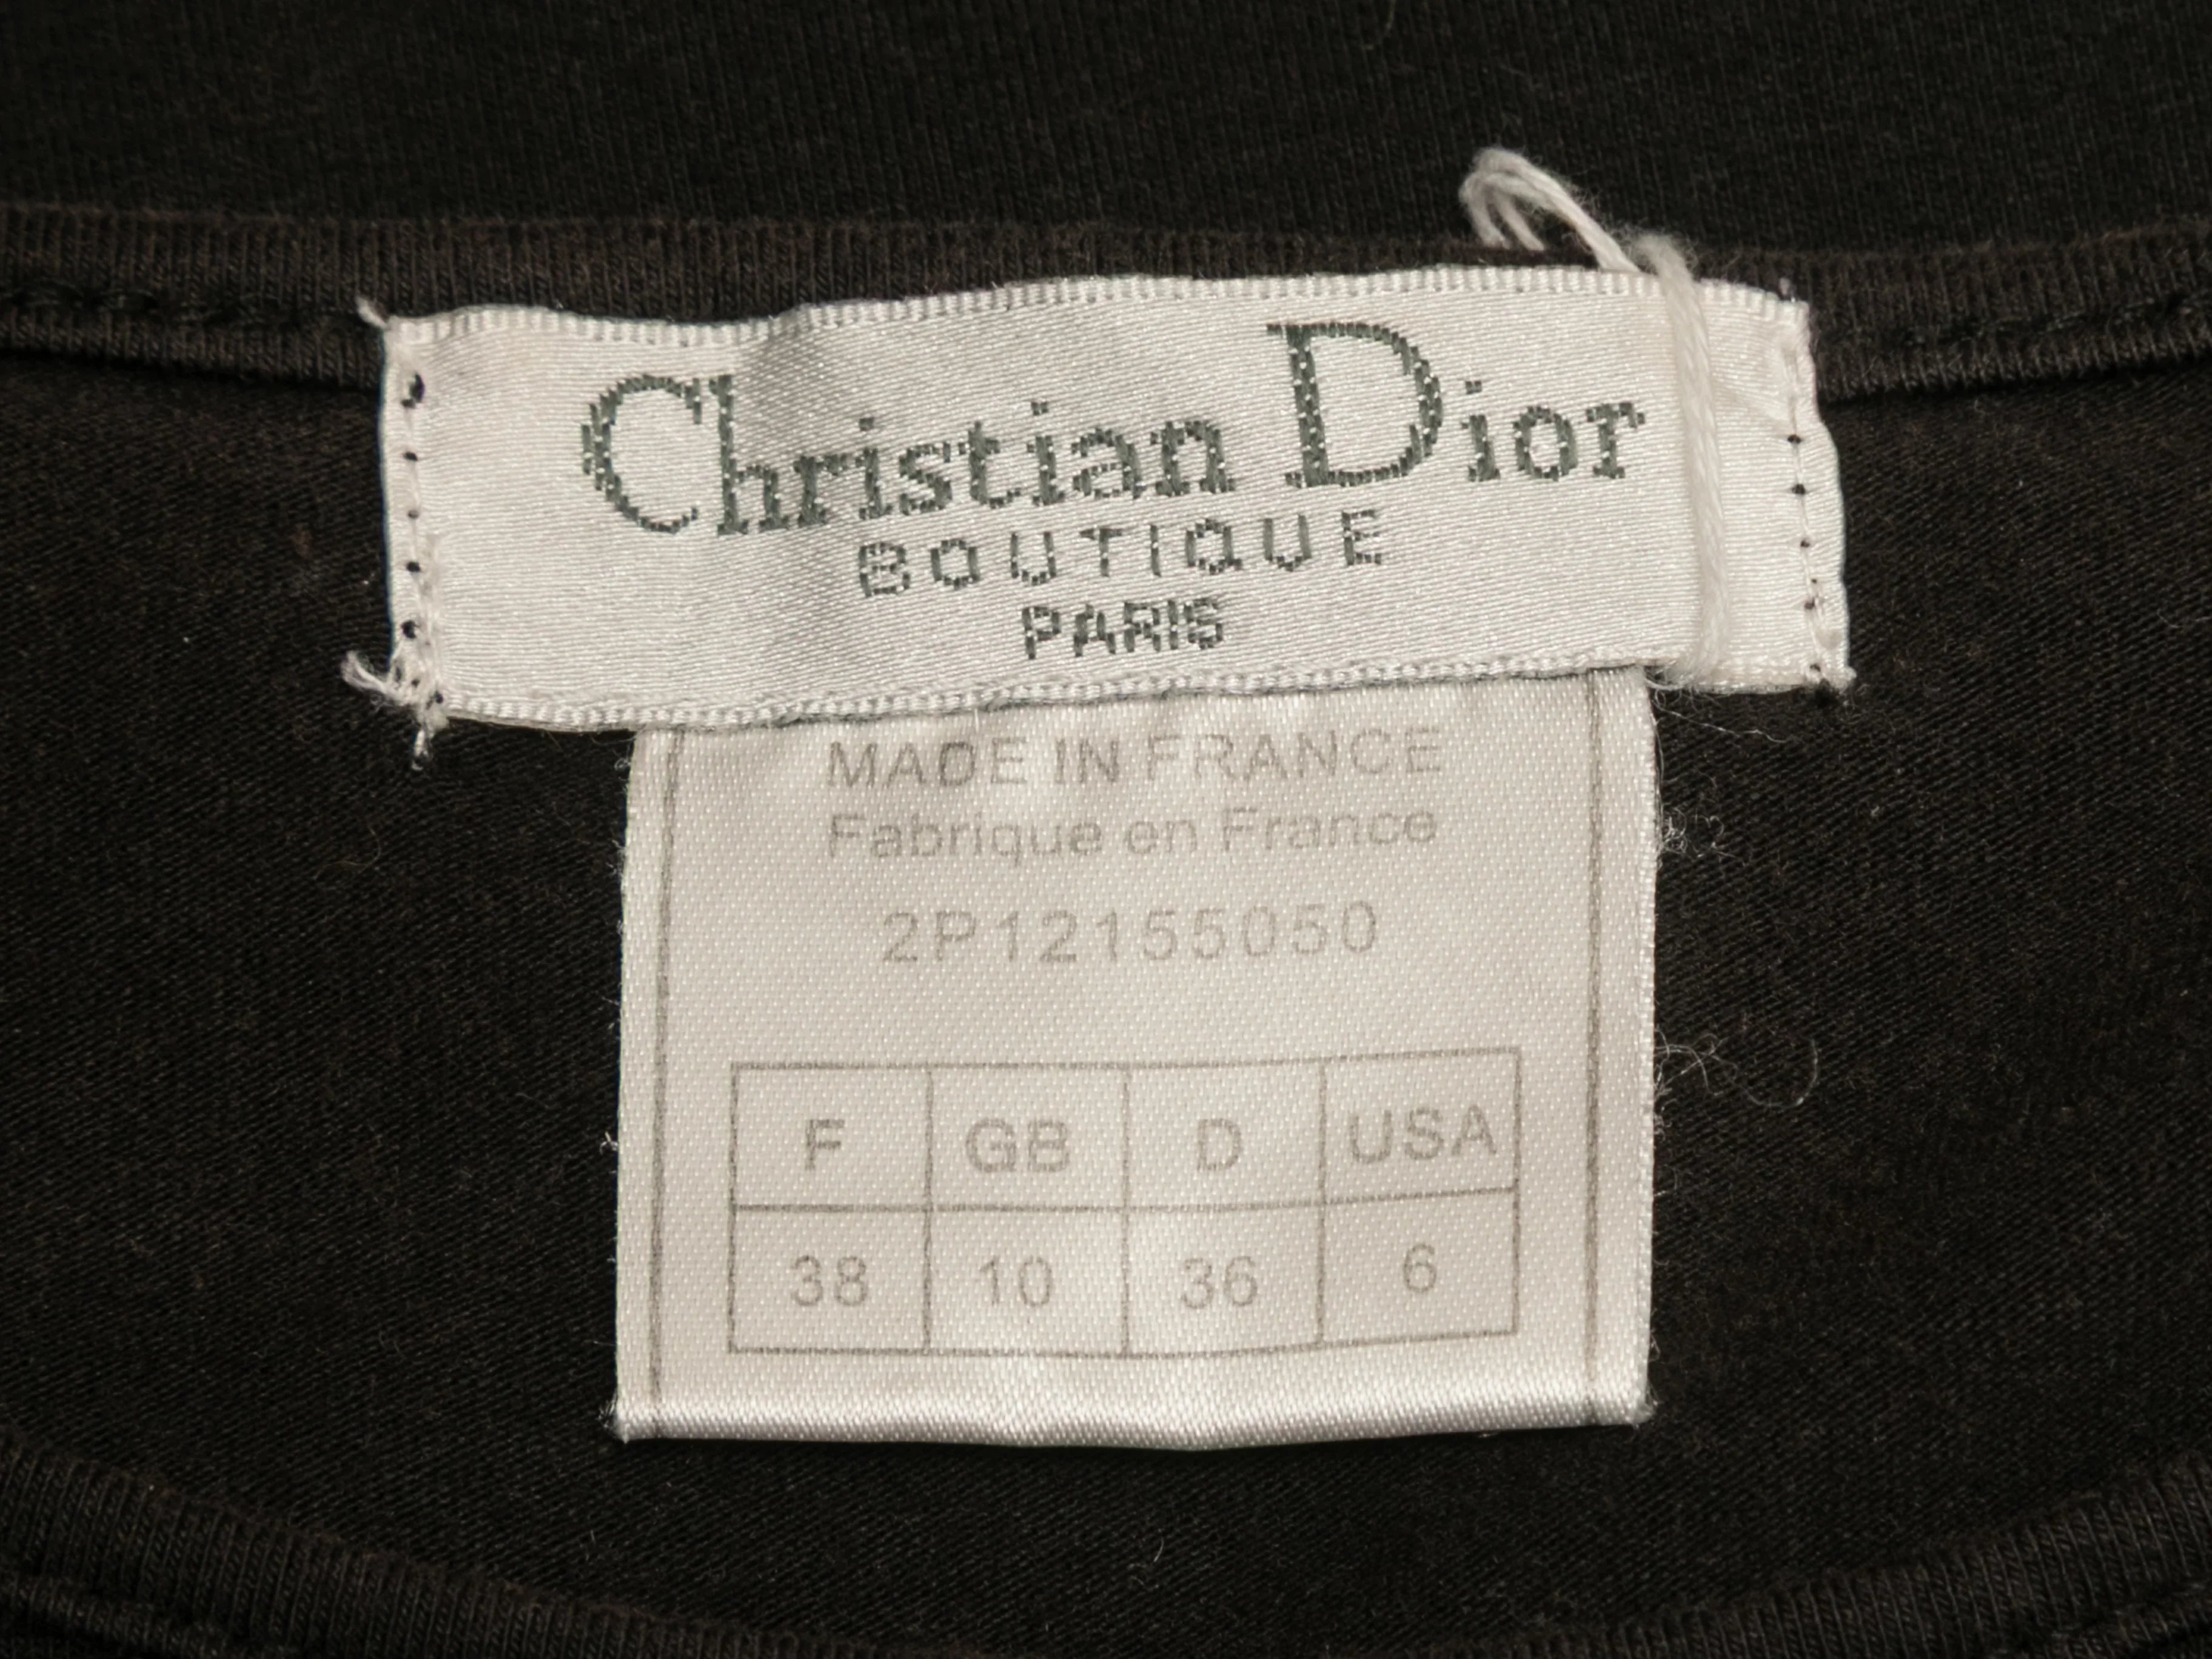 Christian Dior
BOUTIQUE
PARIS
MADE IN FRANCE
Fabrique en France
2P12155050
F GB D USA
38 10 36 6